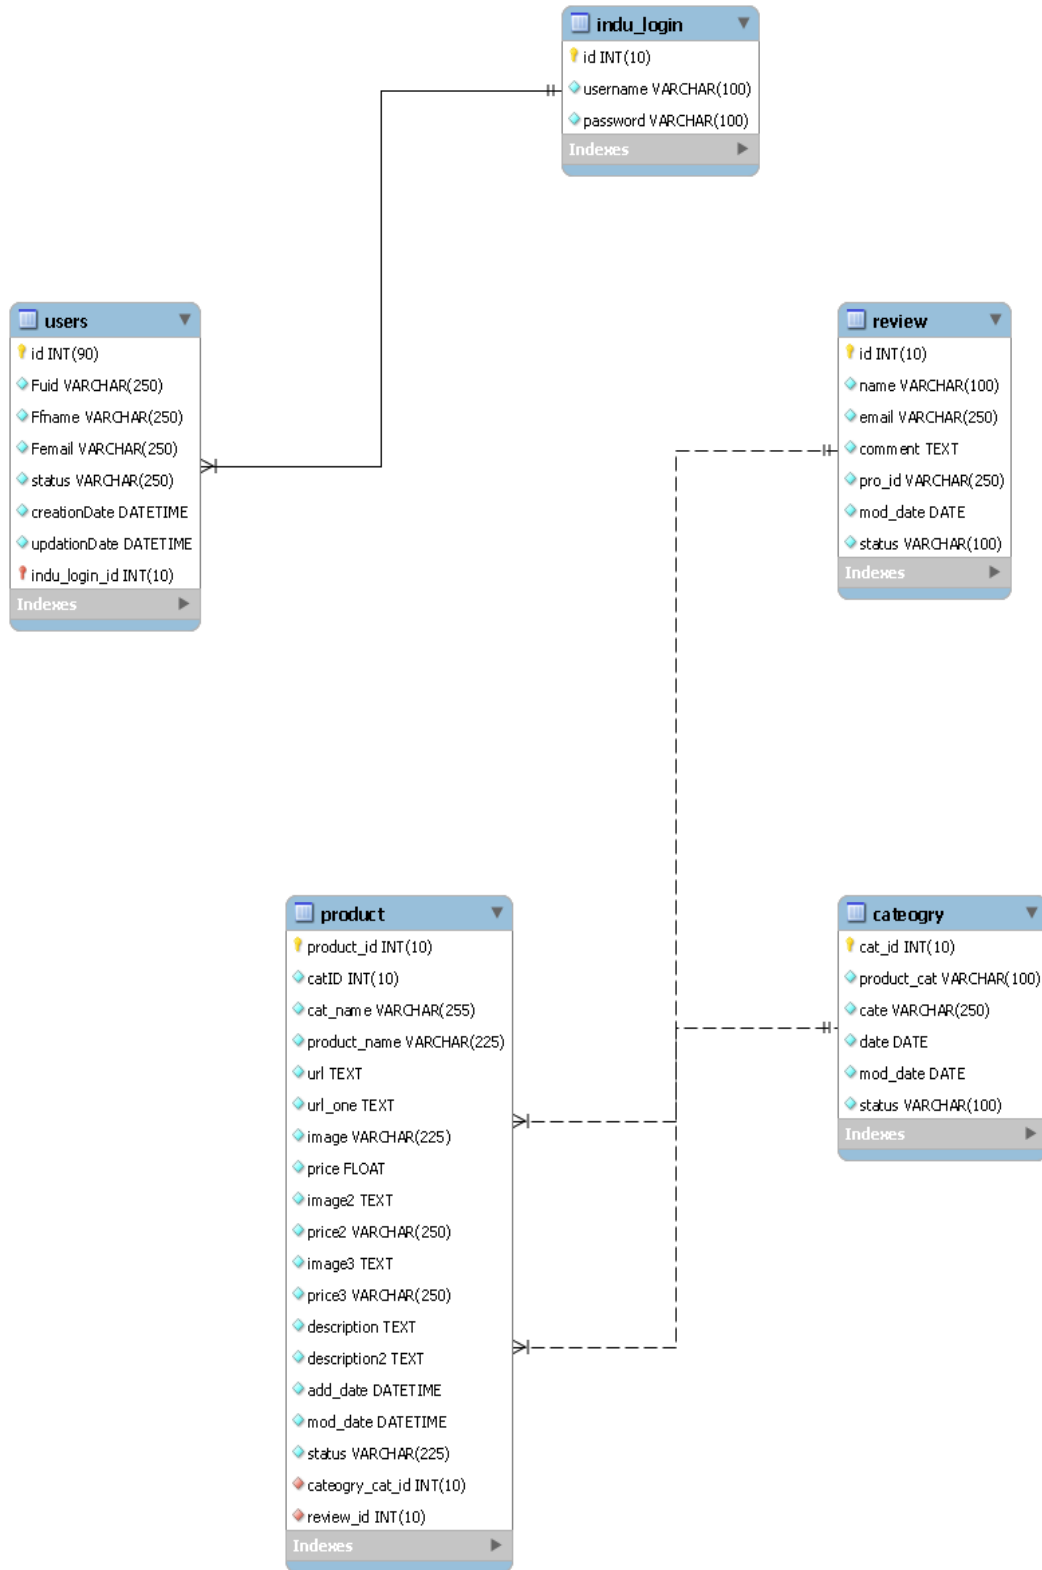 indu_login
id INT(10)
username VARCHAR(100)
password VARCHAR(100)
Indexes
users
id INT(90)
Fuid VARCHAR(250)
Ffname VARCHAR(250)
Femail VARCHAR(250)
status VARCHAR(250)
creationDate DATETIME
updationDate DATETIME
indu_login_id INT(10)
Indexes
review
id INT(10)
name VARCHAR(100)
email VARCHAR(250)
comment TEXT
pro_id VARCHAR(250)
mod_date DATE
status VARCHAR(100)
Indexes
product
product_id INT(10)
catID INT(10)
cat_name VARCHAR(255)
product_name VARCHAR(225)
url TEXT
url_one TEXT
image VARCHAR(225)
price FLOAT
image2 TEXT
price2 VARCHAR(250)
image3 TEXT
price3 VARCHAR(250)
description TEXT
description2 TEXT
add_date DATETIME
mod_date DATETIME
status VARCHAR(225)
cateogry_cat_id INT(10)
review_id INT(10)
Indexes
cateogry
cat_id INT(10)
product_cat VARCHAR(100)
cate VARCHAR(250)
date DATE
mod_date DATE
status VARCHAR(100)
Indexes